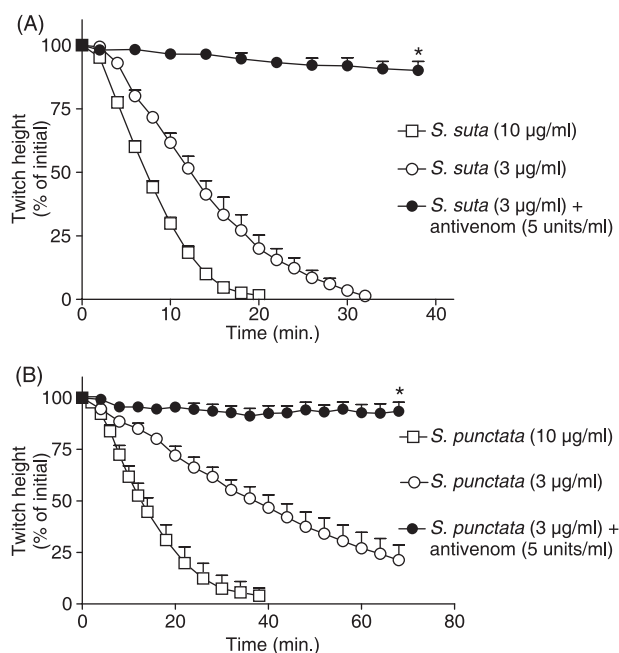 (A)
100
75
50
25
0
Twitch height
(% of initial)
*
S. suta (10 µg/ml)
S. suta (3 µg/ml)
S. suta (3 µg/ml) +
antivenom (5 units/ml)
0 10 20 30 40
Time (min.)
(B)
100
75
50
25
0
Twitch height
(% of initial)
*
S. punctata (10 µg/ml)
S. punctata (3 µg/ml)
S. punctata (3 µg/ml) +
antivenom (5 units/ml)
0 20 40 60 80
Time (min.)